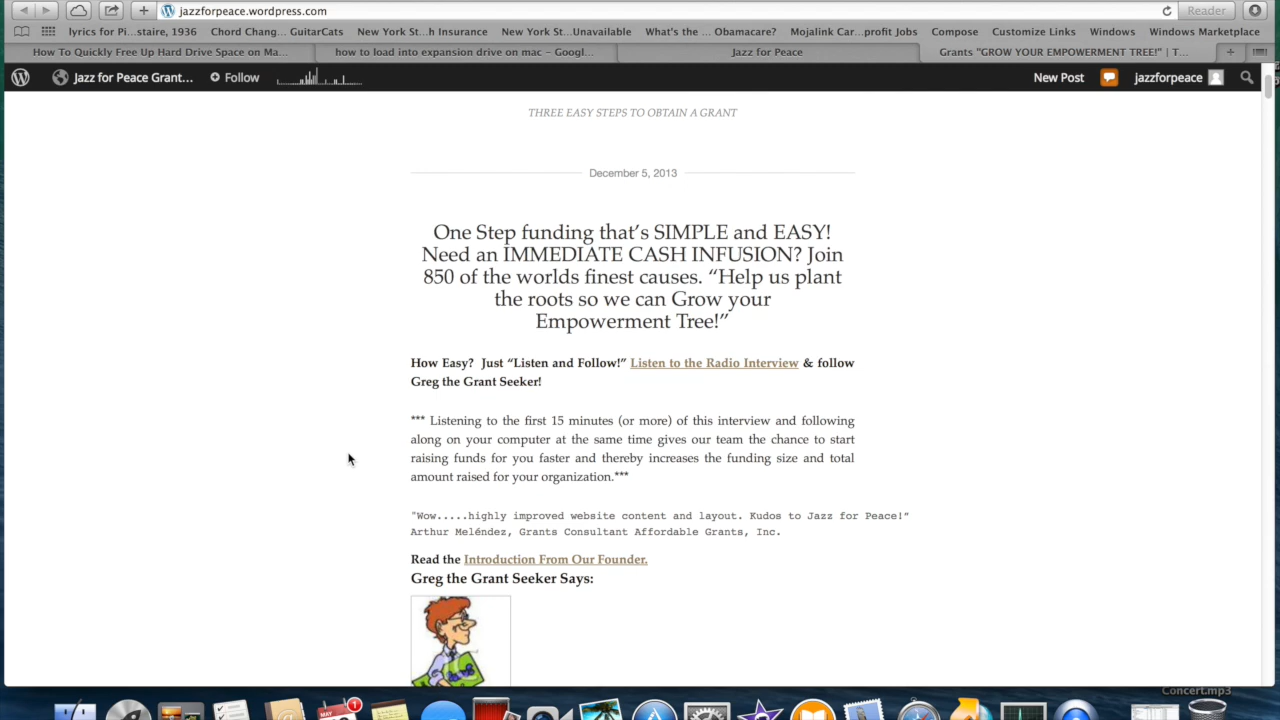 jazzforpeace.wordpress.com
Reader
lyrics for Pi...staire, 1936
Chord Chang... GuitarCats
New York St...h Insurance
New York St...Unavailable
What's the ... Obamacare?
Mojalink Car...profit Jobs
Compose
Customize Links
Windows
Windows Marketplace
How To Quickly Free Up Hard Drive Space on Ma...
how to load into expansion drive on mac - Googl...
Jazz for Peace
Grants "GROW YOUR EMPOWERMENT TREE!" | T...
Jazz for Peace Grant...
Follow
New Post
jazzforpeace
THREE EASY STEPS TO OBTAIN A GRANT
December 5, 2013
One Step funding that's SIMPLE and EASY!
Need an IMMEDIATE CASH INFUSION? Join
850 of the worlds finest causes. “Help us plant
the roots so we can Grow your
Empowerment Tree!”
How Easy?  Just “Listen and Follow!” Listen to the Radio Interview & follow
Greg the Grant Seeker!
*** Listening to the first 15 minutes (or more) of this interview and following
along on your computer at the same time gives our team the chance to start
raising funds for you faster and thereby increases the funding size and total
amount raised for your organization.***
"Wow.....highly improved website content and layout. Kudos to Jazz for Peace!"
Arthur Meléndez, Grants Consultant Affordable Grants, Inc.
Read the Introduction From Our Founder.
Greg the Grant Seeker Says:
Concert.mp3
MAY
1